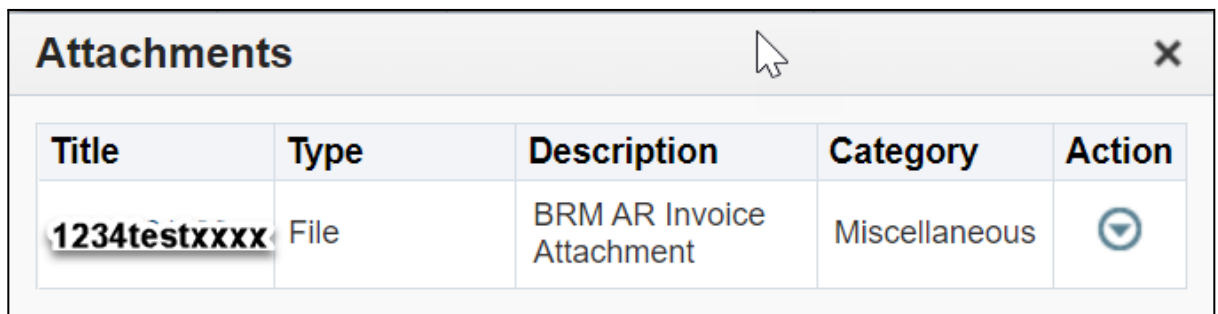 Attachments
Title Type Description Category Action
1234testxxxx File BRM AR Invoice Attachment Miscellaneous